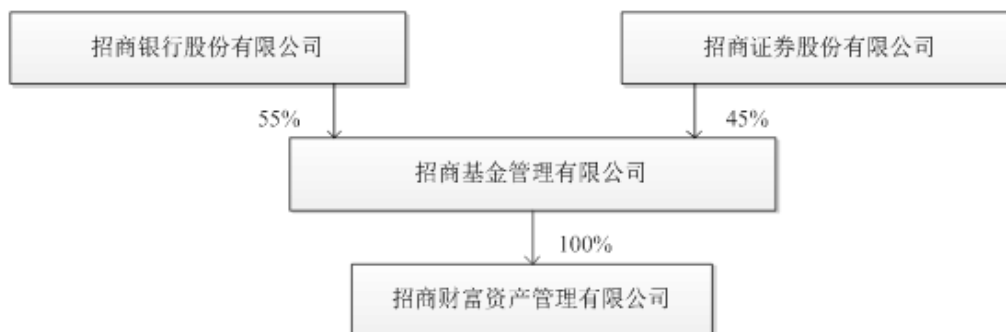 招商银行股份有限公司
招商证券股份有限公司
55%
45%
招商基金管理有限公司
100%
招商财富资产管理有限公司